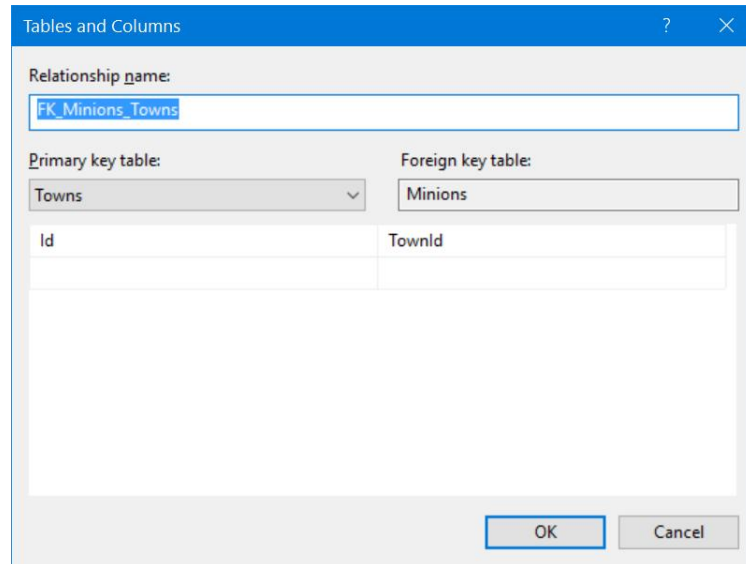 Tables and Columns ? ×
Relationship name:
FK_Minions_Towns
Primary key table: Foreign key table:
Towns Minions
Id TownId
OK Cancel